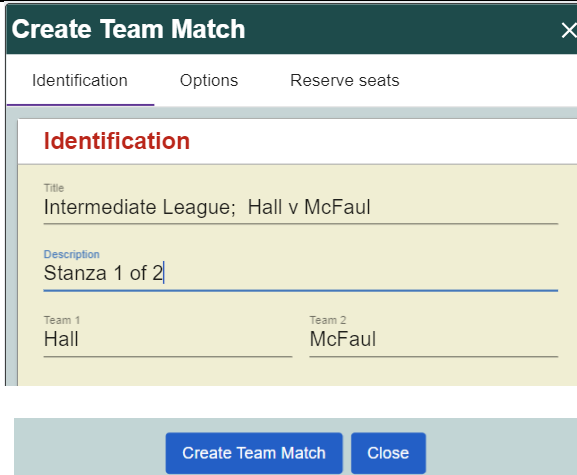 Create Team Match
Identification Options Reserve seats
Identification
Title
Intermediate League;  Hall v McFaul
Description
Stanza 1 of 2
Team 1 Team 2
Hall McFaul
Create Team Match Close